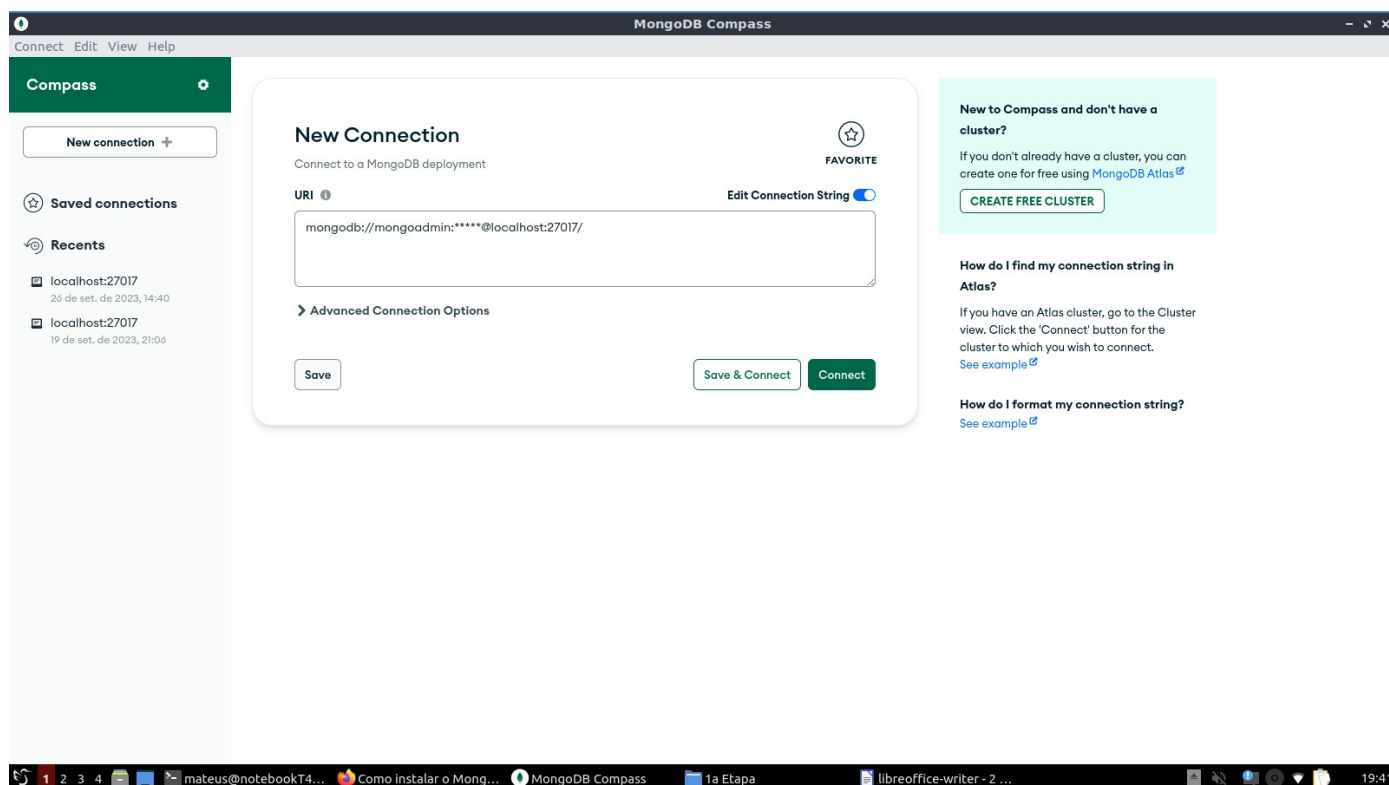 MongoDB Compass
Connect Edit View Help
Compass
New connection
Saved connections
Recents
localhost:27017
26 de set. de 2023, 14:40
localhost:27017
19 de set. de 2023, 21:06
New Connection
Connect to a MongoDB deployment
FAVORITE
URI
Edit Connection String
mongodb://mongoadmin:*****@localhost:27017/
Advanced Connection Options
Save
Save & Connect
Connect
New to Compass and don't have a
cluster?
If you don't already have a cluster, you can
create one for free using MongoDB Atlas
CREATE FREE CLUSTER
How do I find my connection string in
Atlas?
If you have an Atlas cluster, go to the Cluster
view. Click the 'Connect' button for the
cluster to which you wish to connect.
See example
How do I format my connection string?
See example
1 2 3 4 mateus@notebookT4... Como instalar o Mong... MongoDB Compass 1a Etapa libreoffice-writer - 2 ... 19:41